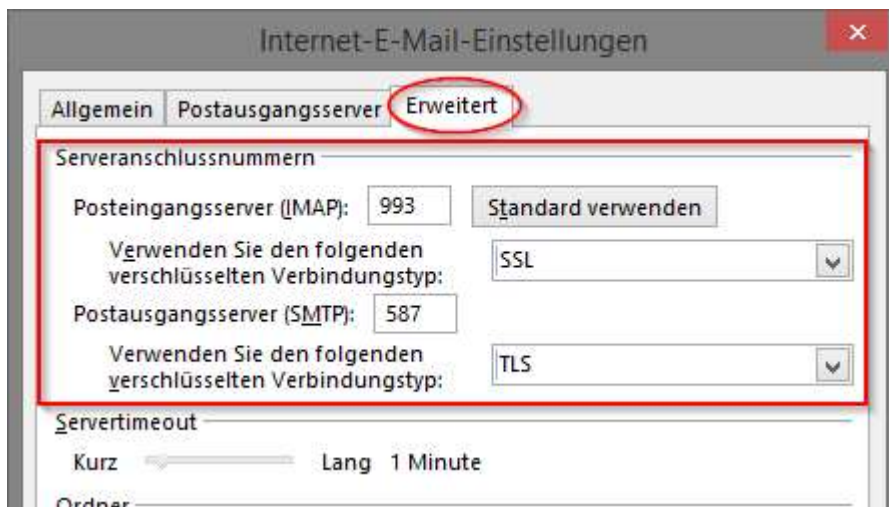 Internet-E-Mail-Einstellungen
Allgemein Postausgangsserver Erweitert
Serveranschlussnummern
Posteingangsserver (IMAP): 993 Standard verwenden
Verwenden Sie den folgenden
verschlüsselten Verbindungstyp: SSL
Postausgangsserver (SMTP): 587
Verwenden Sie den folgenden
verschlüsselten Verbindungstyp: TLS
Servertimeout
Kurz Lang 1 Minute
Ordner